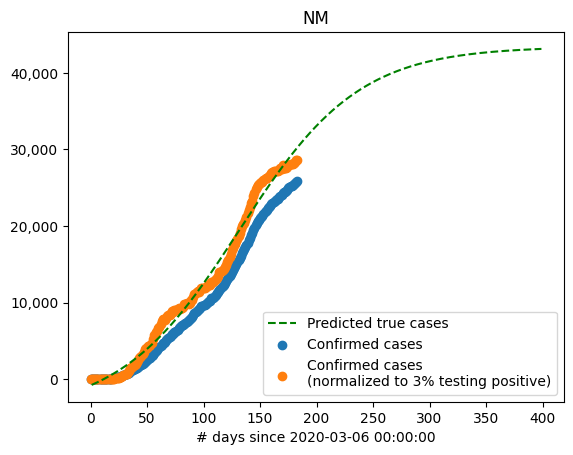 NM
40,000
30,000
20,000
10,000
0
Predicted true cases
Confirmed cases
Confirmed cases
(normalized to 3% testing positive)
0 50 100 150 200 250 300 350 400
# days since 2020-03-06 00:00:00